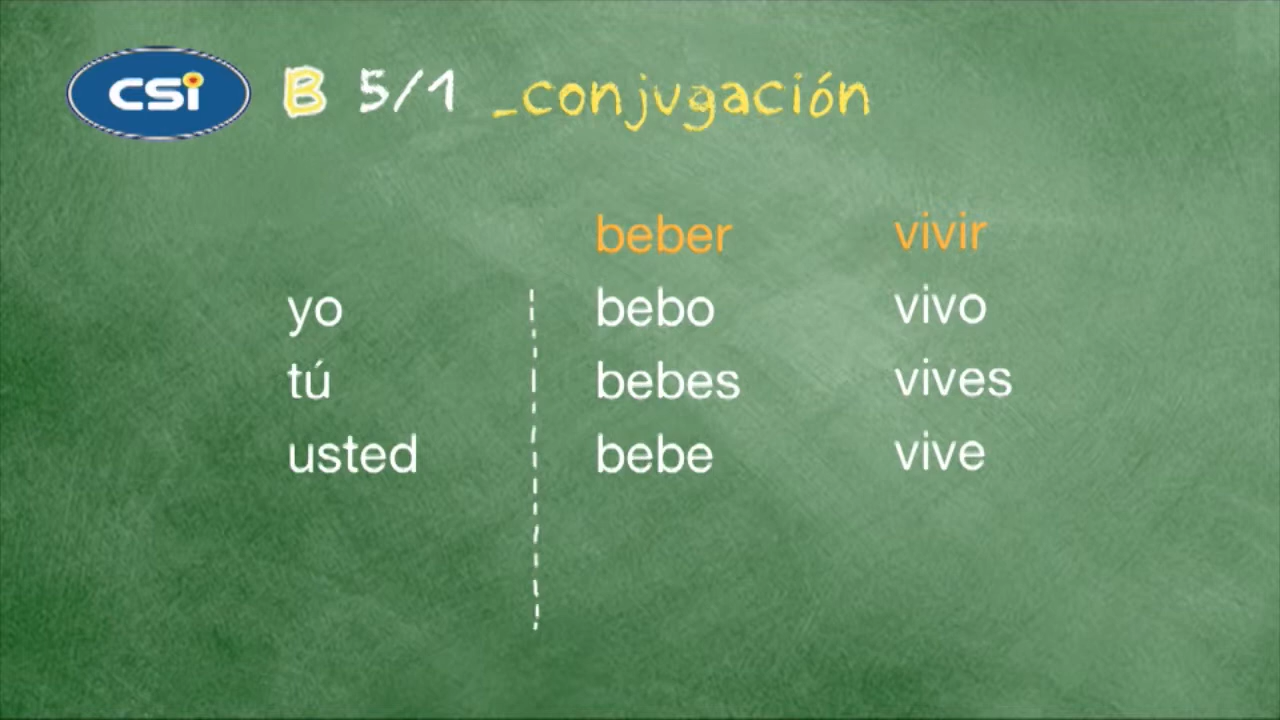 CSi B 5/1 _conjugación
beber vivir
yo bebo vivo
tú bebes vives
usted bebe vive